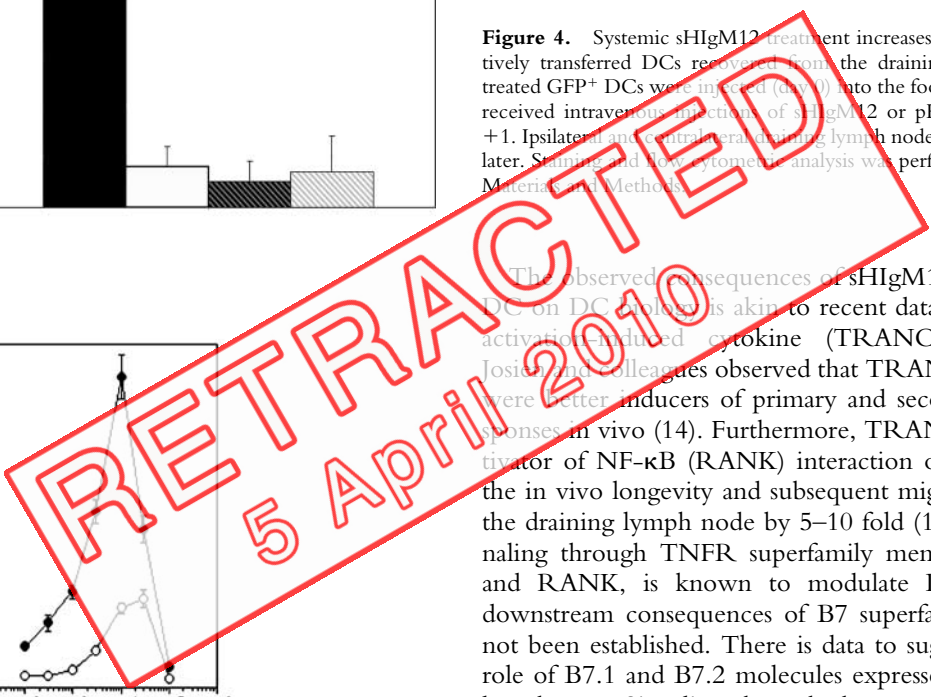 Figure 4. Systemic sHIgM12 treatment increases
tively transferred DCs recovered from the draini
treated GFP+ DCs were injected (day 0) into the foo
received intravenous injections of sHIgM12 or pH
+1. Ipsilateral and contralateral draining lymph node
later. Staining and flow cytometric analysis was perf
Materials and Methods.
The observed consequences of sHIgM1
DC on DC biology is akin to recent data
activation-induced cytokine (TRANC
Josien and colleagues observed that TRAN
were better inducers of primary and seco
sponses in vivo (14). Furthermore, TRAN
tivator of NF-κB (RANK) interaction o
the in vivo longevity and subsequent mig
the draining lymph node by 5–10 fold (1
naling through TNFR superfamily mem
and RANK, is known to modulate
downstream consequences of B7 superfa
not been established. There is data to sug
role of B7.1 and B7.2 molecules expresse
RETRACTED
5 April 2010